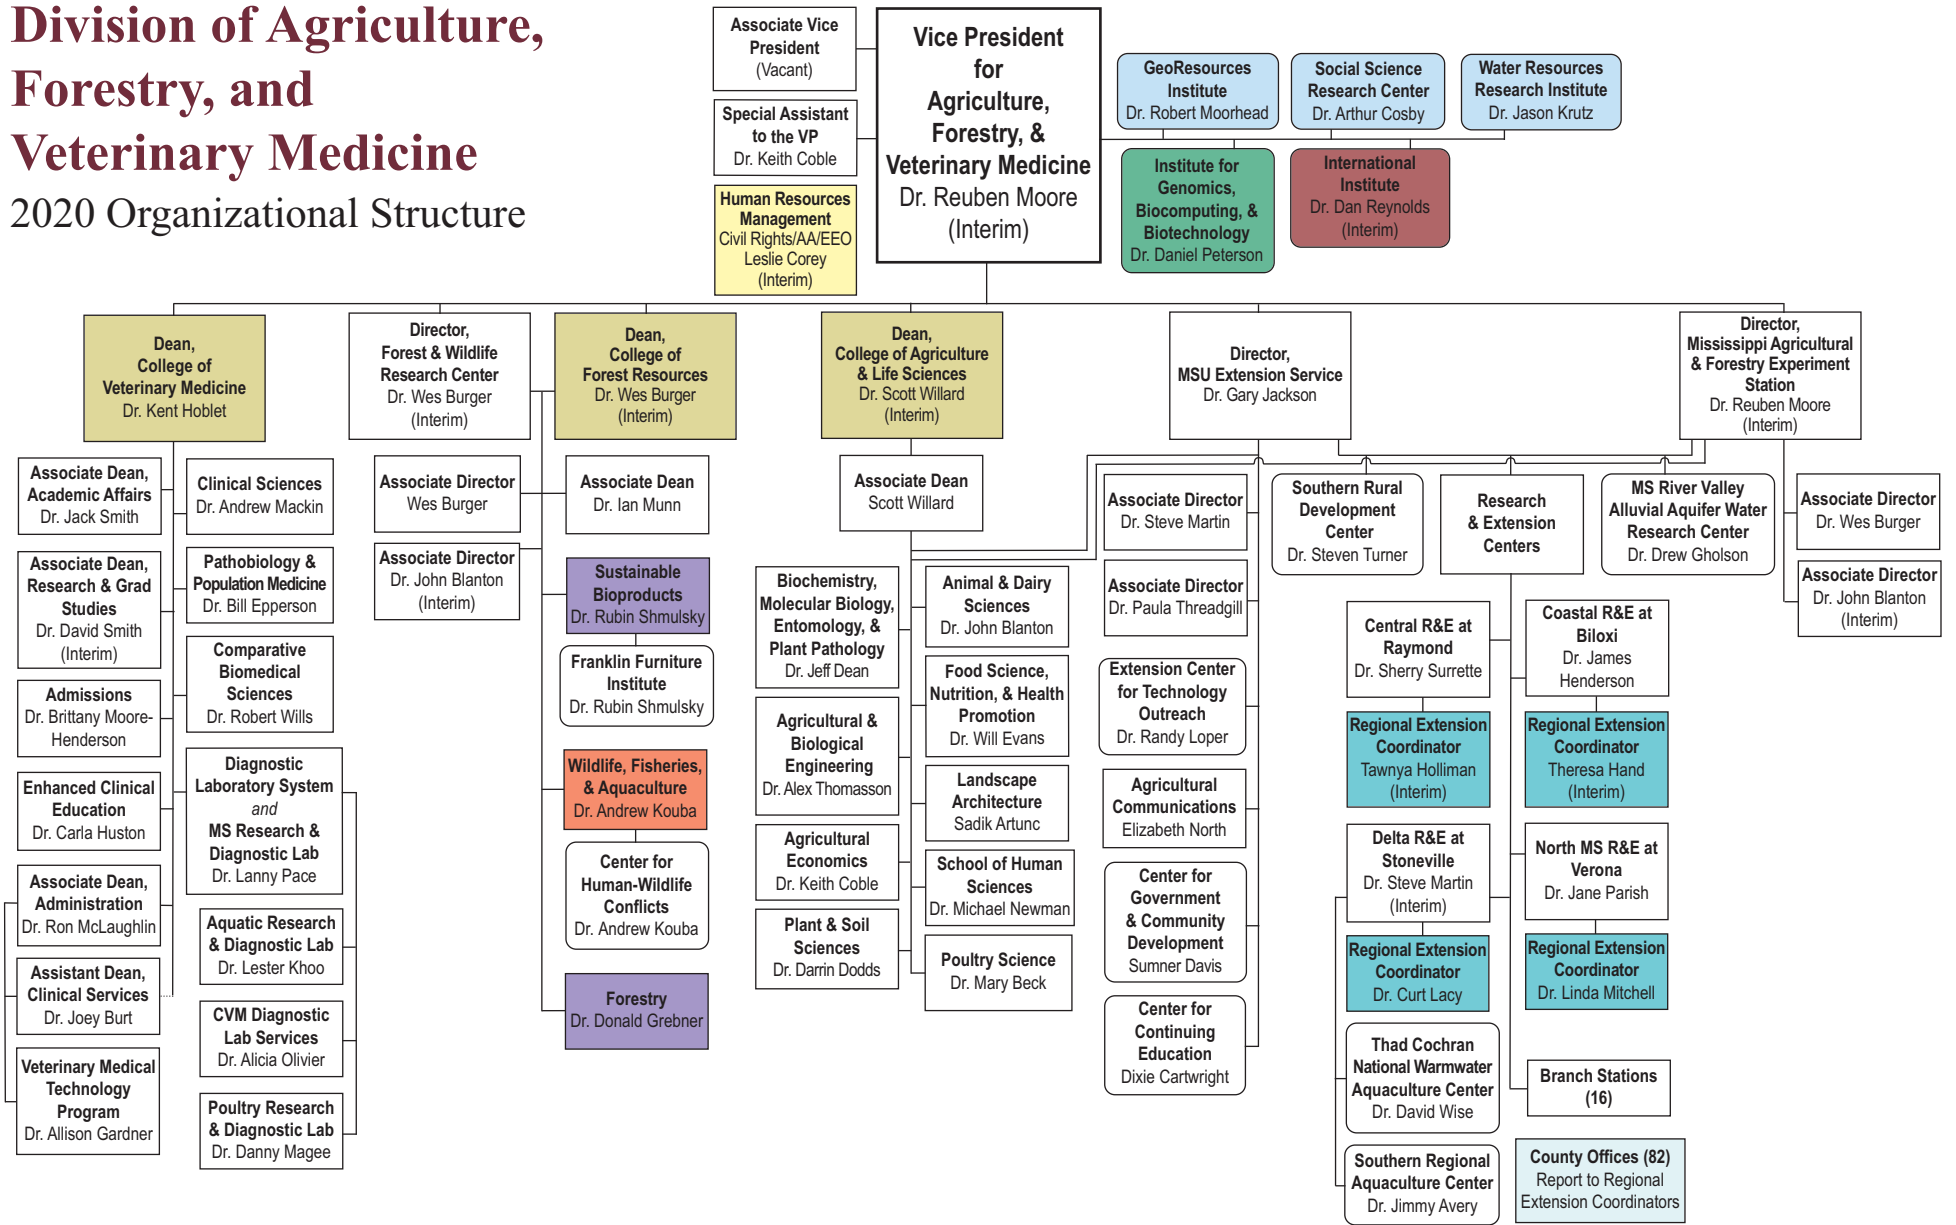 Division of Agriculture,
Forestry, and
Veterinary Medicine
2020 Organizational Structure
Associate Vice
President
(Vacant)
Special Assistant
to the VP
Dr. Keith Coble
Human Resources
Management
Civil Rights/AA/EEO
Leslie Corey
(Interim)
Vice President
for
Agriculture,
Forestry, &
Veterinary Medicine
Dr. Reuben Moore
(Interim)
GeoResources
Institute
Dr. Robert Moorhead
Social Science
Research Center
Dr. Arthur Cosby
Water Resources
Research Institute
Dr. Jason Krutz
Institute for
Genomics,
Biocomputing, &
Biotechnology
Dr. Daniel Peterson
International
Institute
Dr. Dan Reynolds
(Interim)
Dean,
College of
Veterinary Medicine
Dr. Kent Hoblet
Director,
Forest & Wildlife
Research Center
Dr. Wes Burger
(Interim)
Dean,
College of
Forest Resources
Dr. Wes Burger
(Interim)
Dean,
College of Agriculture
& Life Sciences
Dr. Scott Willard
(Interim)
Director,
MSU Extension Service
Dr. Gary Jackson
Director,
Mississippi Agricultural
& Forestry Experiment
Station
Dr. Reuben Moore
(Interim)
Associate Dean,
Academic Affairs
Dr. Jack Smith
Associate Dean,
Research & Grad
Studies
Dr. David Smith
(Interim)
Admissions
Dr. Brittany Moore-
Henderson
Enhanced Clinical
Education
Dr. Carla Huston
Associate Dean,
Administration
Dr. Ron McLaughlin
Assistant Dean,
Clinical Services
Dr. Joey Burt
Veterinary Medical
Technology
Program
Dr. Allison Gardner
Clinical Sciences
Dr. Andrew Mackin
Pathobiology &
Population Medicine
Dr. Bill Epperson
Comparative
Biomedical
Sciences
Dr. Robert Wills
Diagnostic
Laboratory System
and
MS Research &
Diagnostic Lab
Dr. Lanny Pace
Aquatic Research
& Diagnostic Lab
Dr. Lester Khoo
CVM Diagnostic
Lab Services
Dr. Alicia Olivier
Poultry Research
& Diagnostic Lab
Dr. Danny Magee
Associate Director
Wes Burger
Associate Director
Dr. John Blanton
(Interim)
Associate Dean
Dr. Ian Munn
Sustainable
Bioproducts
Dr. Rubin Shmulsky
Franklin Furniture
Institute
Dr. Rubin Shmulsky
Wildlife, Fisheries,
& Aquaculture
Dr. Andrew Kouba
Center for
Human-Wildlife
Conflicts
Dr. Andrew Kouba
Forestry
Dr. Donald Grebner
Associate Dean
Scott Willard
Biochemistry,
Molecular Biology,
Entomology, &
Plant Pathology
Dr. Jeff Dean
Agricultural &
Biological
Engineering
Dr. Alex Thomasson
Agricultural
Economics
Dr. Keith Coble
Plant & Soil
Sciences
Dr. Darrin Dodds
Animal & Dairy
Sciences
Dr. John Blanton
Food Science,
Nutrition, & Health
Promotion
Dr. Will Evans
Landscape
Architecture
Sadik Artunc
School of Human
Sciences
Dr. Michael Newman
Poultry Science
Dr. Mary Beck
Associate Director
Dr. Steve Martin
Associate Director
Dr. Paula Threadgill
Extension Center
for Technology
Outreach
Dr. Randy Loper
Agricultural
Communications
Elizabeth North
Center for
Government
& Community
Development
Sumner Davis
Center for
Continuing
Education
Dixie Cartwright
Southern Rural
Development
Center
Dr. Steven Turner
Research
& Extension
Centers
MS River Valley
Alluvial Aquifer Water
Research Center
Dr. Drew Gholson
Associate Director
Dr. Wes Burger
Associate Director
Dr. John Blanton
(Interim)
Central R&E at
Raymond
Dr. Sherry Surrette
Regional Extension
Coordinator
Tawnya Holliman
(Interim)
Coastal R&E at
Biloxi
Dr. James
Henderson
Regional Extension
Coordinator
Theresa Hand
(Interim)
Delta R&E at
Stoneville
Dr. Steve Martin
(Interim)
Regional Extension
Coordinator
Dr. Curt Lacy
North MS R&E at
Verona
Dr. Jane Parish
Regional Extension
Coordinator
Dr. Linda Mitchell
Thad Cochran
National Warmwater
Aquaculture Center
Dr. David Wise
Southern Regional
Aquaculture Center
Dr. Jimmy Avery
Branch Stations
(16)
County Offices (82)
Report to Regional
Extension Coordinators